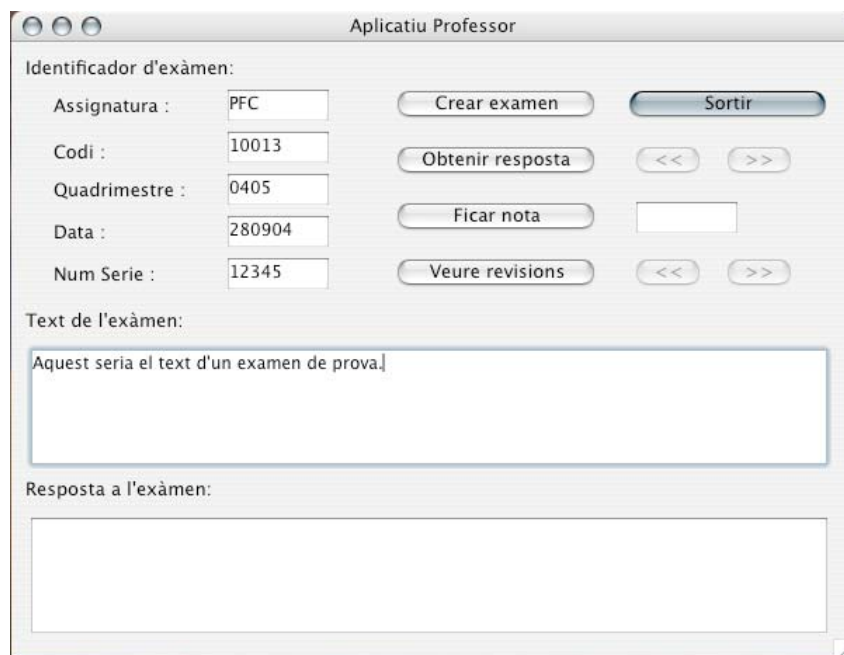 Aplicatiu Professor
Identificador d'exàmen:
Assignatura : PFC Crear examen Sortir
Codi : 10013 Obtenir resposta << >>
Quadrimestre : 0405
Data : 280904 Ficar nota
Num Serie : 12345 Veure revisions << >>
Text de l'exàmen:
Aquest seria el text d'un examen de prova.
Resposta a l'exàmen: